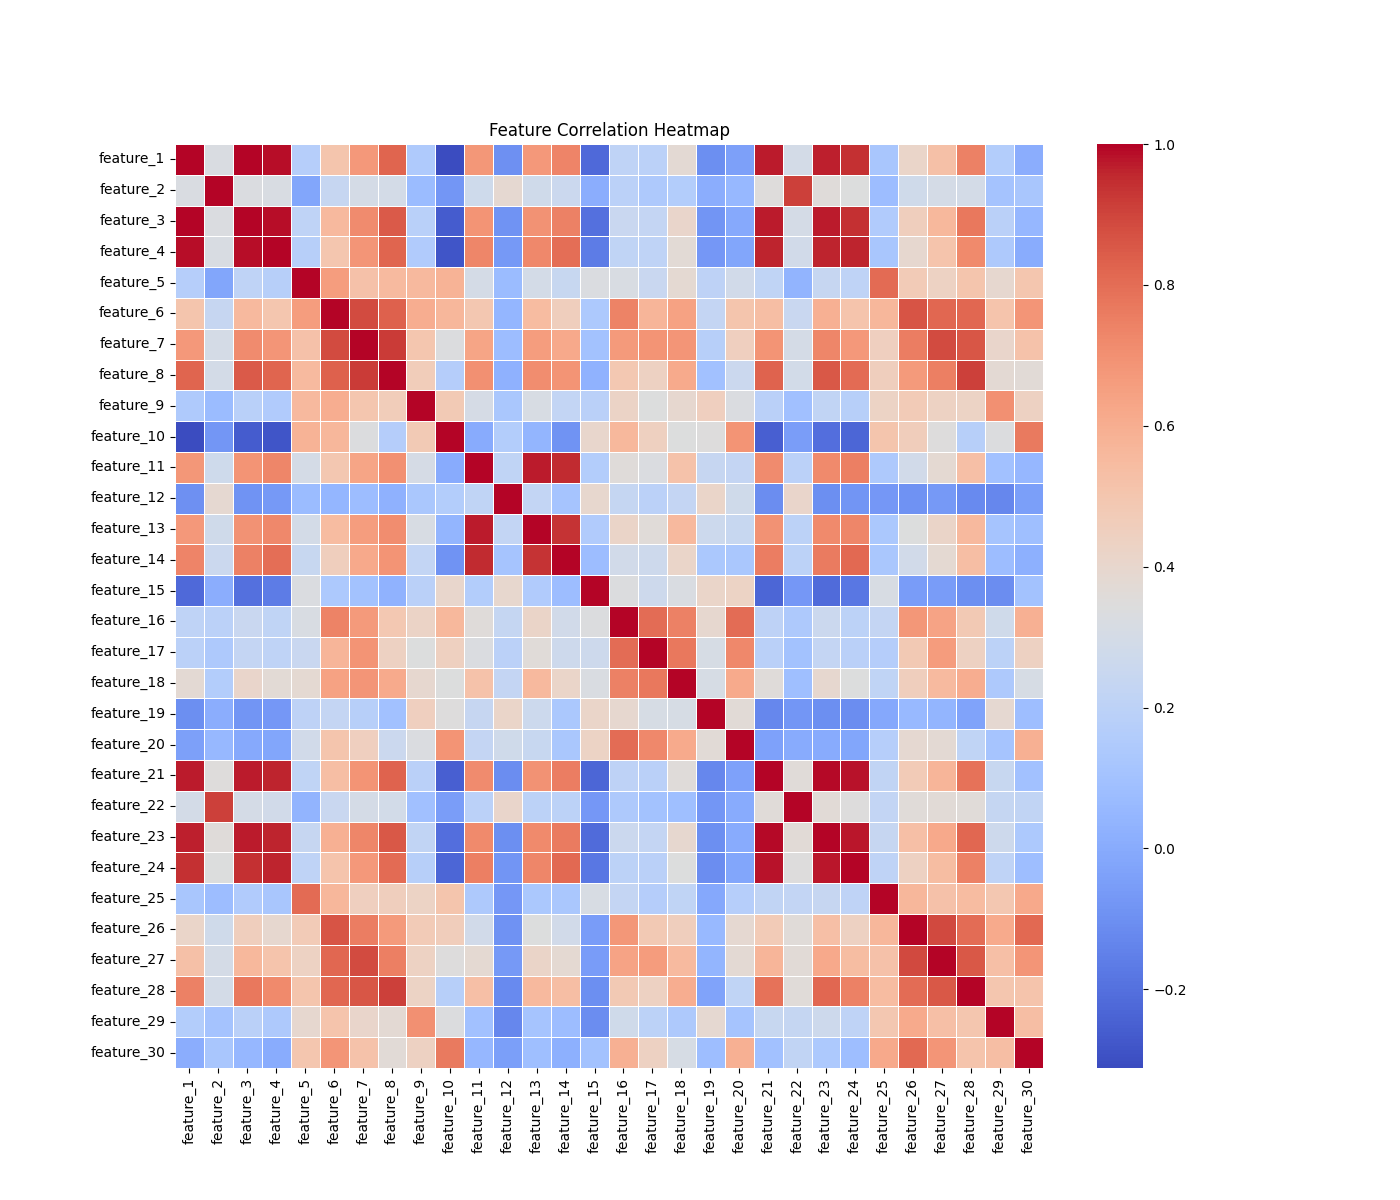 Feature Correlation Heatmap
feature_1
feature_2
feature_3
feature_4
feature_5
feature_6
feature_7
feature_8
feature_9
feature_10
feature_11
feature_12
feature_13
feature_14
feature_15
feature_16
feature_17
feature_18
feature_19
feature_20
feature_21
feature_22
feature_23
feature_24
feature_25
feature_26
feature_27
feature_28
feature_29
feature_30
feature_1
feature_2
feature_3
feature_4
feature_5
feature_6
feature_7
feature_8
feature_9
feature_10
feature_11
feature_12
feature_13
feature_14
feature_15
feature_16
feature_17
feature_18
feature_19
feature_20
feature_21
feature_22
feature_23
feature_24
feature_25
feature_26
feature_27
feature_28
feature_29
feature_30
1.0
0.8
0.6
0.4
0.2
0.0
−0.2